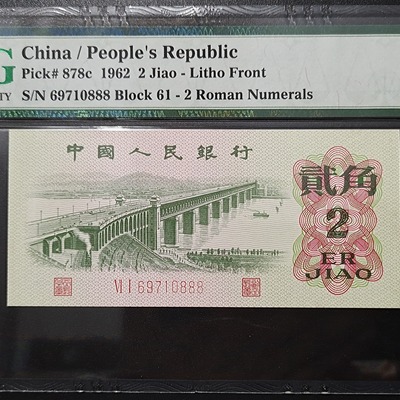 G
China / People's Republic
Pick# 878c 1962 2 Jiao - Litho Front
TY S/N 69710888 Block 61 - 2 Roman Numerals
中國人民銀行
貳角
2
ER
JIAO
VI I 69710888